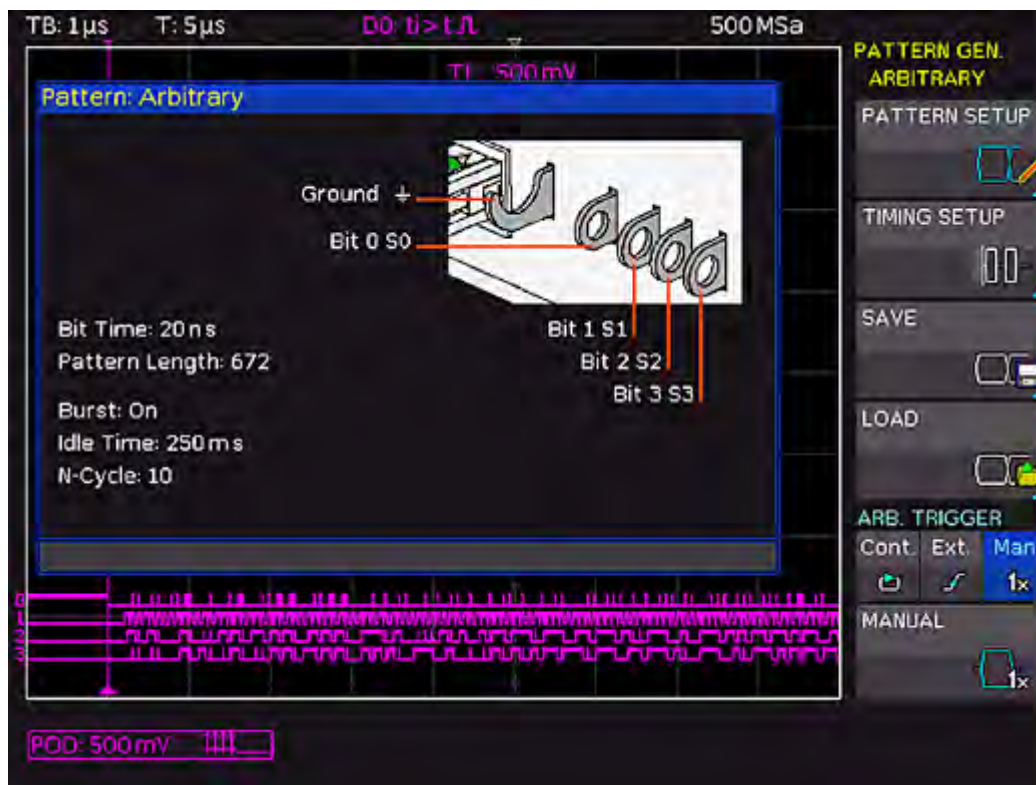 TB: 1µs T: 5µs D0: ti> t 500MSa
TL 500mV
Pattern: Arbitrary
Ground
Bit 0 S0
Bit 1 S1
Bit 2 S2
Bit 3 S3
Bit Time: 20ns
Pattern Length: 672
Burst: On
Idle Time: 250ms
N-Cycle: 10
0
1
2
3
POD: 500mV
PATTERN GEN.
ARBITRARY
PATTERN SETUP
TIMING SETUP
SAVE
LOAD
ARB. TRIGGER
Cont. Ext. Man
1x
MANUAL
1x